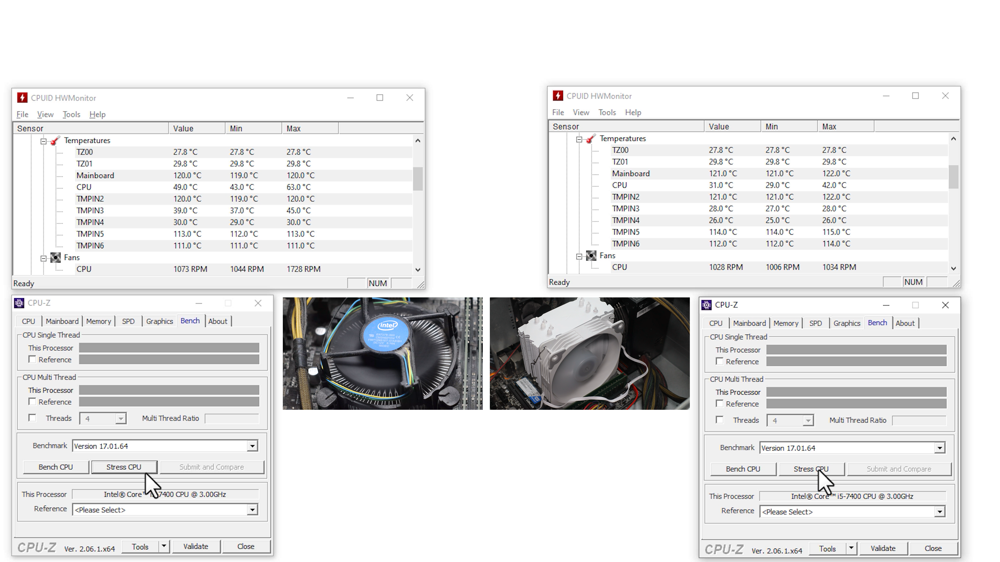 CPUID HWMonitor
File View Tools Help
Sensor Value Min Max
Temperatures
TZ00 27.8 °C 27.8 °C 27.8 °C
TZ01 29.8 °C 29.8 °C 29.8 °C
Mainboard 120.0 °C 119.0 °C 120.0 °C
CPU 49.0 °C 43.0 °C 63.0 °C
TMPIN2 120.0 °C 119.0 °C 120.0 °C
TMPIN3 39.0 °C 37.0 °C 45.0 °C
TMPIN4 30.0 °C 29.0 °C 30.0 °C
TMPIN5 113.0 °C 112.0 °C 113.0 °C
TMPIN6 111.0 °C 111.0 °C 111.0 °C
Fans
CPU 1073 RPM 1044 RPM 1728 RPM
Ready NUM
CPUID HWMonitor
File View Tools Help
Sensor Value Min Max
Temperatures
TZ00 27.8 °C 27.8 °C 27.8 °C
TZ01 29.8 °C 29.8 °C 29.8 °C
Mainboard 121.0 °C 121.0 °C 122.0 °C
CPU 31.0 °C 29.0 °C 42.0 °C
TMPIN2 121.0 °C 121.0 °C 122.0 °C
TMPIN3 28.0 °C 27.0 °C 28.0 °C
TMPIN4 26.0 °C 25.0 °C 26.0 °C
TMPIN5 114.0 °C 114.0 °C 115.0 °C
TMPIN6 112.0 °C 112.0 °C 114.0 °C
Fans
CPU 1028 RPM 1006 RPM 1034 RPM
Ready NUM
CPU-Z
CPU Mainboard Memory SPD Graphics Bench About
CPU Single Thread
This Processor
Reference
CPU Multi Thread
This Processor
Reference
Threads 4 Multi Thread Ratio
Benchmark Version 17.01.64
Bench CPU Stress CPU Submit and Compare
This Processor Intel® Core™ 7400 CPU @ 3.00GHz
Reference <Please Select>
CPU-Z Ver. 2.06.1.x64 Tools Validate Close
intel
CPU-Z
CPU Mainboard Memory SPD Graphics Bench About
CPU Single Thread
This Processor
Reference
CPU Multi Thread
This Processor
Reference
Threads 4 Multi Thread Ratio
Benchmark Version 17.01.64
Bench CPU Stress CPU Submit and Compare
This Processor Intel® Core™ i5-7400 CPU @ 3.00GHz
Reference <Please Select>
CPU-Z Ver. 2.06.1.x64 Tools Validate Close